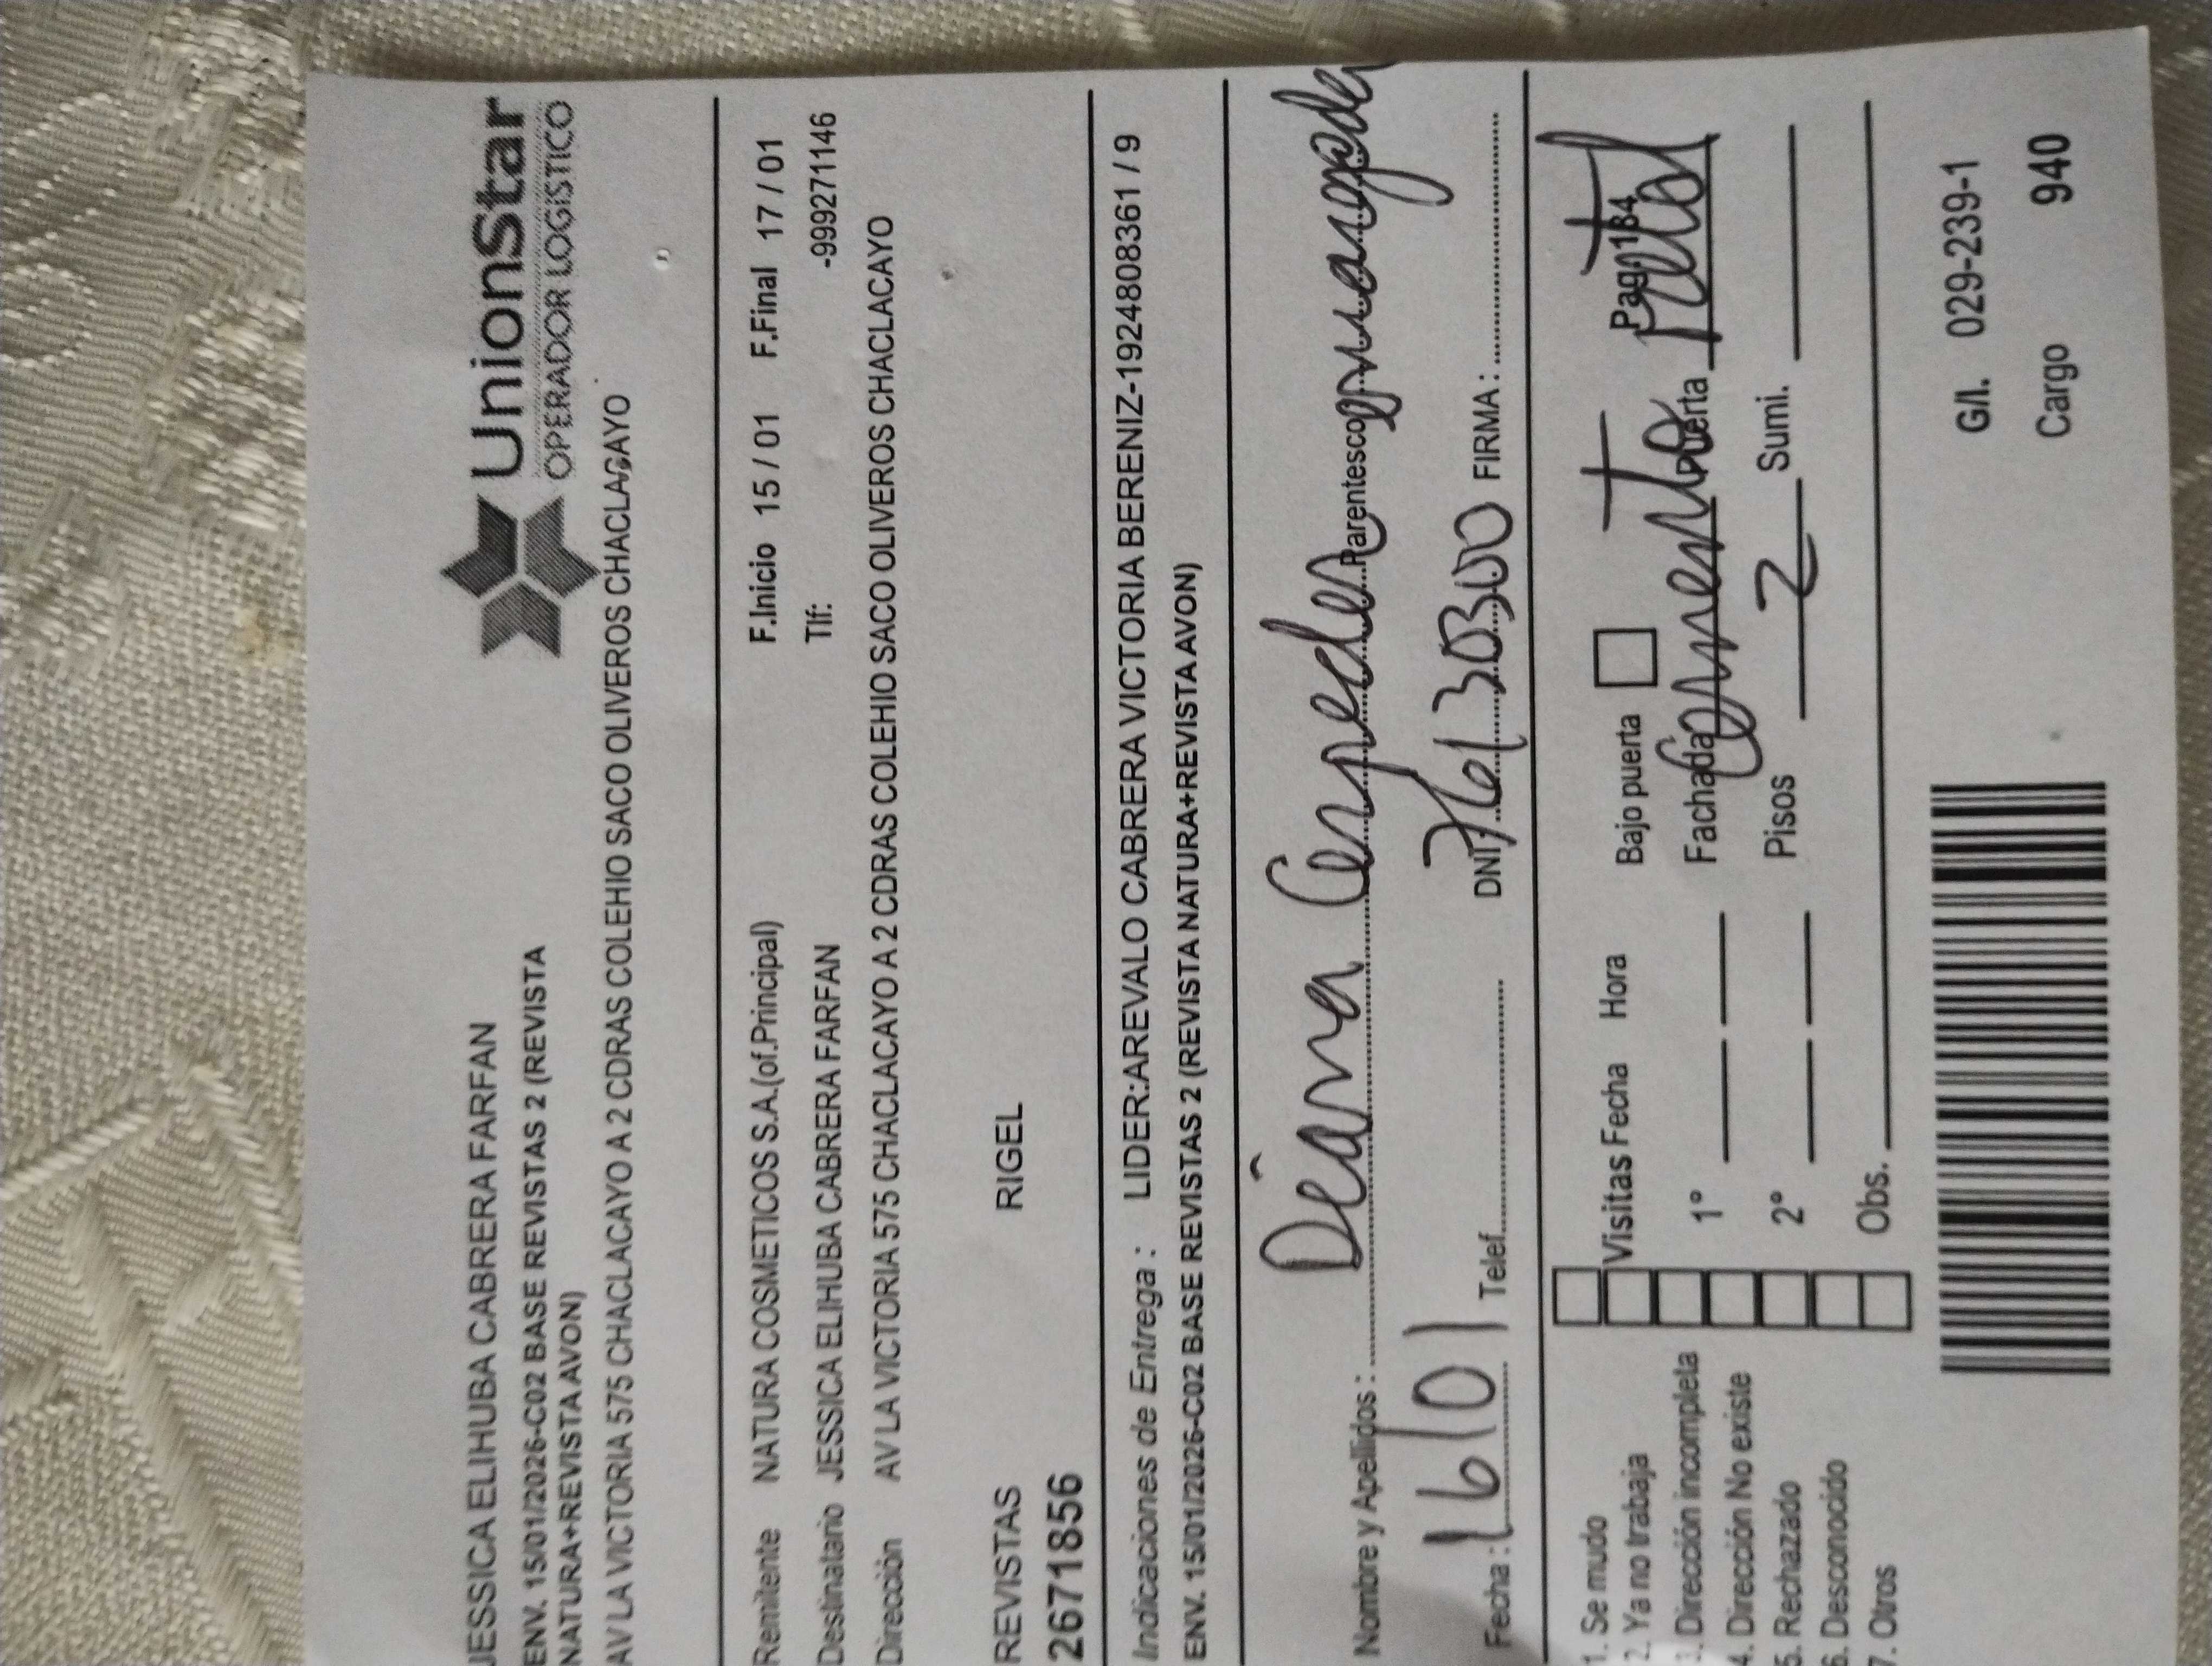 UnionStar
OPERADOR LOGISTICO
JESSICA ELIHUBA CABRERA FARFAN
ENV. 15/01/2026-C02 BASE REVISTAS 2 (REVISTA
NATURA+REVISTA AVON)
AV LA VICTORIA 575 CHACLACAYO A 2 CDRAS COLEHIO SACO OLIVEROS CHACLACAYO
Remitente NATURA COSMETICOS S.A.(of.Principal) F.Inicio 15 / 01 F.Final 17 / 01
Destinatario JESSICA ELIHUBA CABRERA FARFAN Tlf: -999271146
Dirección AV LA VICTORIA 575 CHACLACAYO A 2 CDRAS COLEHIO SACO OLIVEROS CHACLACAYO
REVISTAS RIGEL
2671856
Indicaciones de Entrega : LIDER:AREVALO CABRERA VICTORIA BERENIZ-1924808361 / 9
ENV. 15/01/2026-C02 BASE REVISTAS 2 (REVISTA NATURA+REVISTA AVON)
Nombre y Apellidos : Diana Cespedes Parentesco
Fecha : 16/01 Telef. DNI : 76130300 FIRMA :
1. Se mudo
2. Ya no trabaja
3. Dirección incompleta
4. Dirección No existe
5. Rechazado
6. Desconocido
7. Otros
Visitas Fecha Hora Bajo puerta Pag-184
1° Fachada Cemento Puerta Metal
2° Pisos 2 Sumi.
Obs.
G/I. 029-239-1
Cargo 940